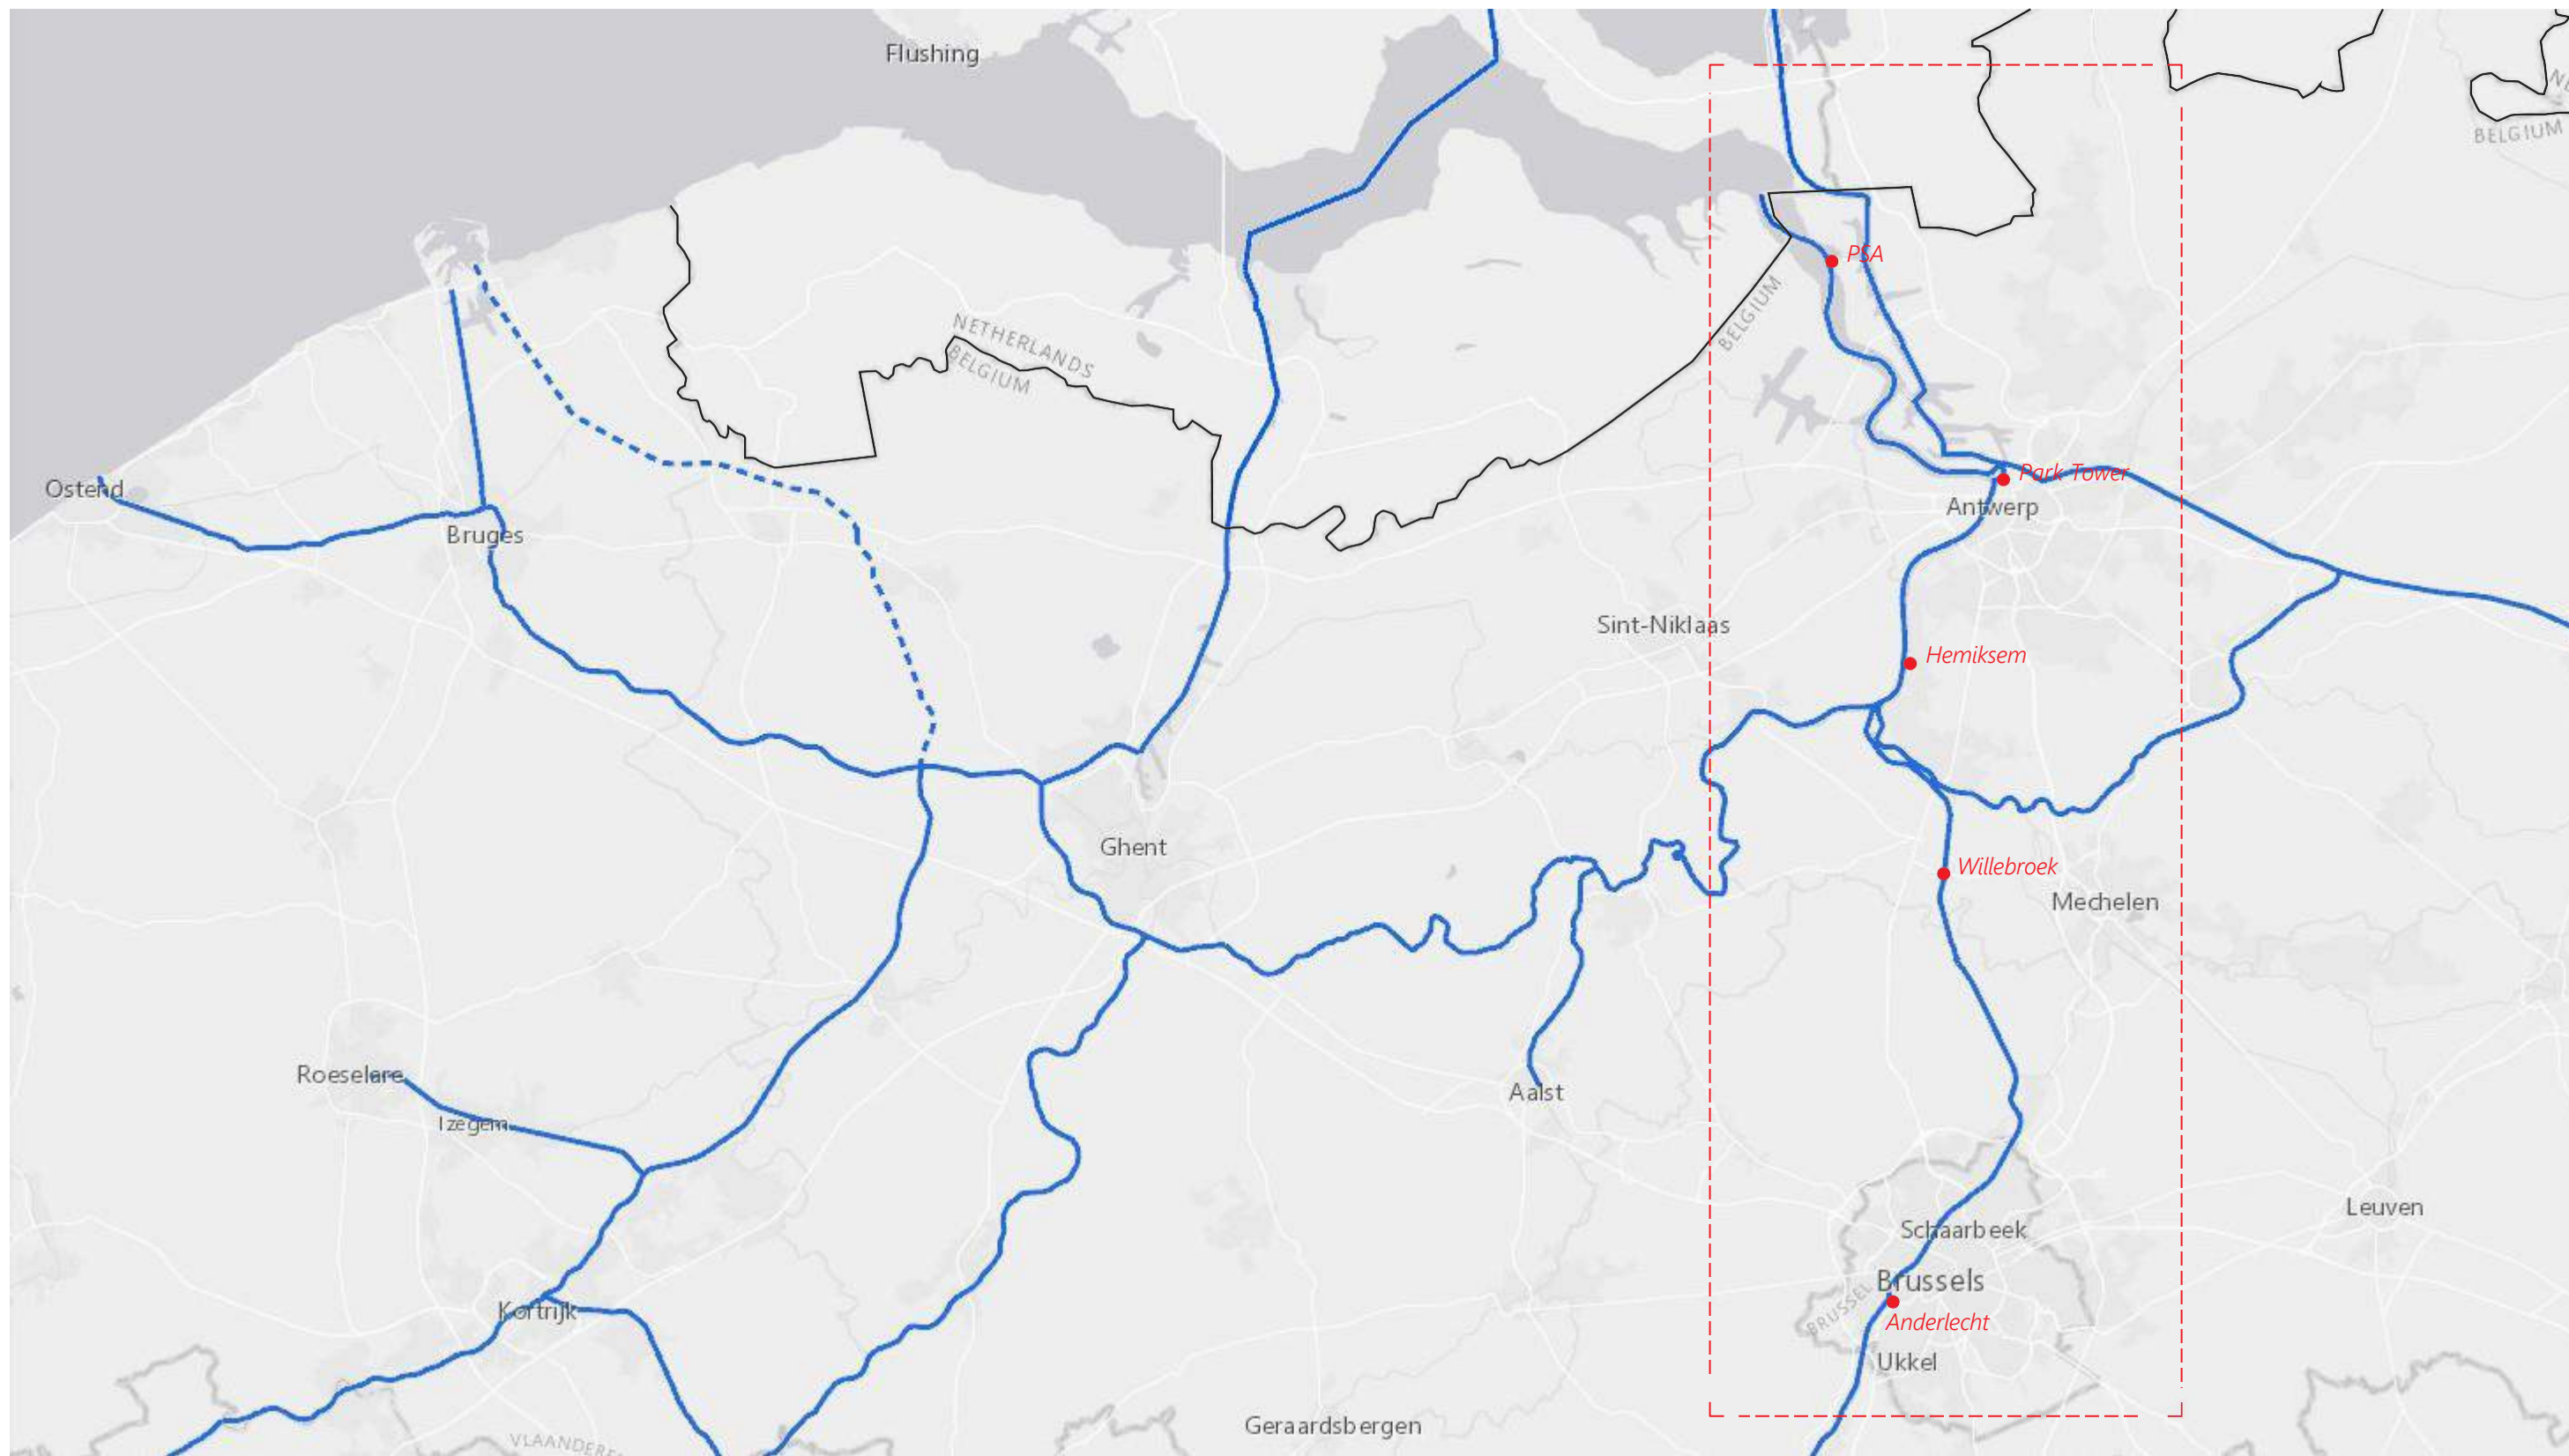 Flushing
BELGIUM
PSA
BELGIUM
NETHERLANDS
BELGIUM
Park Tower
Ostend
Antwerp
Bruges
Sint-Niklaas
Hemiksem
Ghent
Willebroek
Mechelen
Roeselare
Aalst
Izegem
Leuven
Schaarbeek
Brussels
BRUSSEL
Kortrijk
Anderlecht
Ukkel
Geraardsbergen